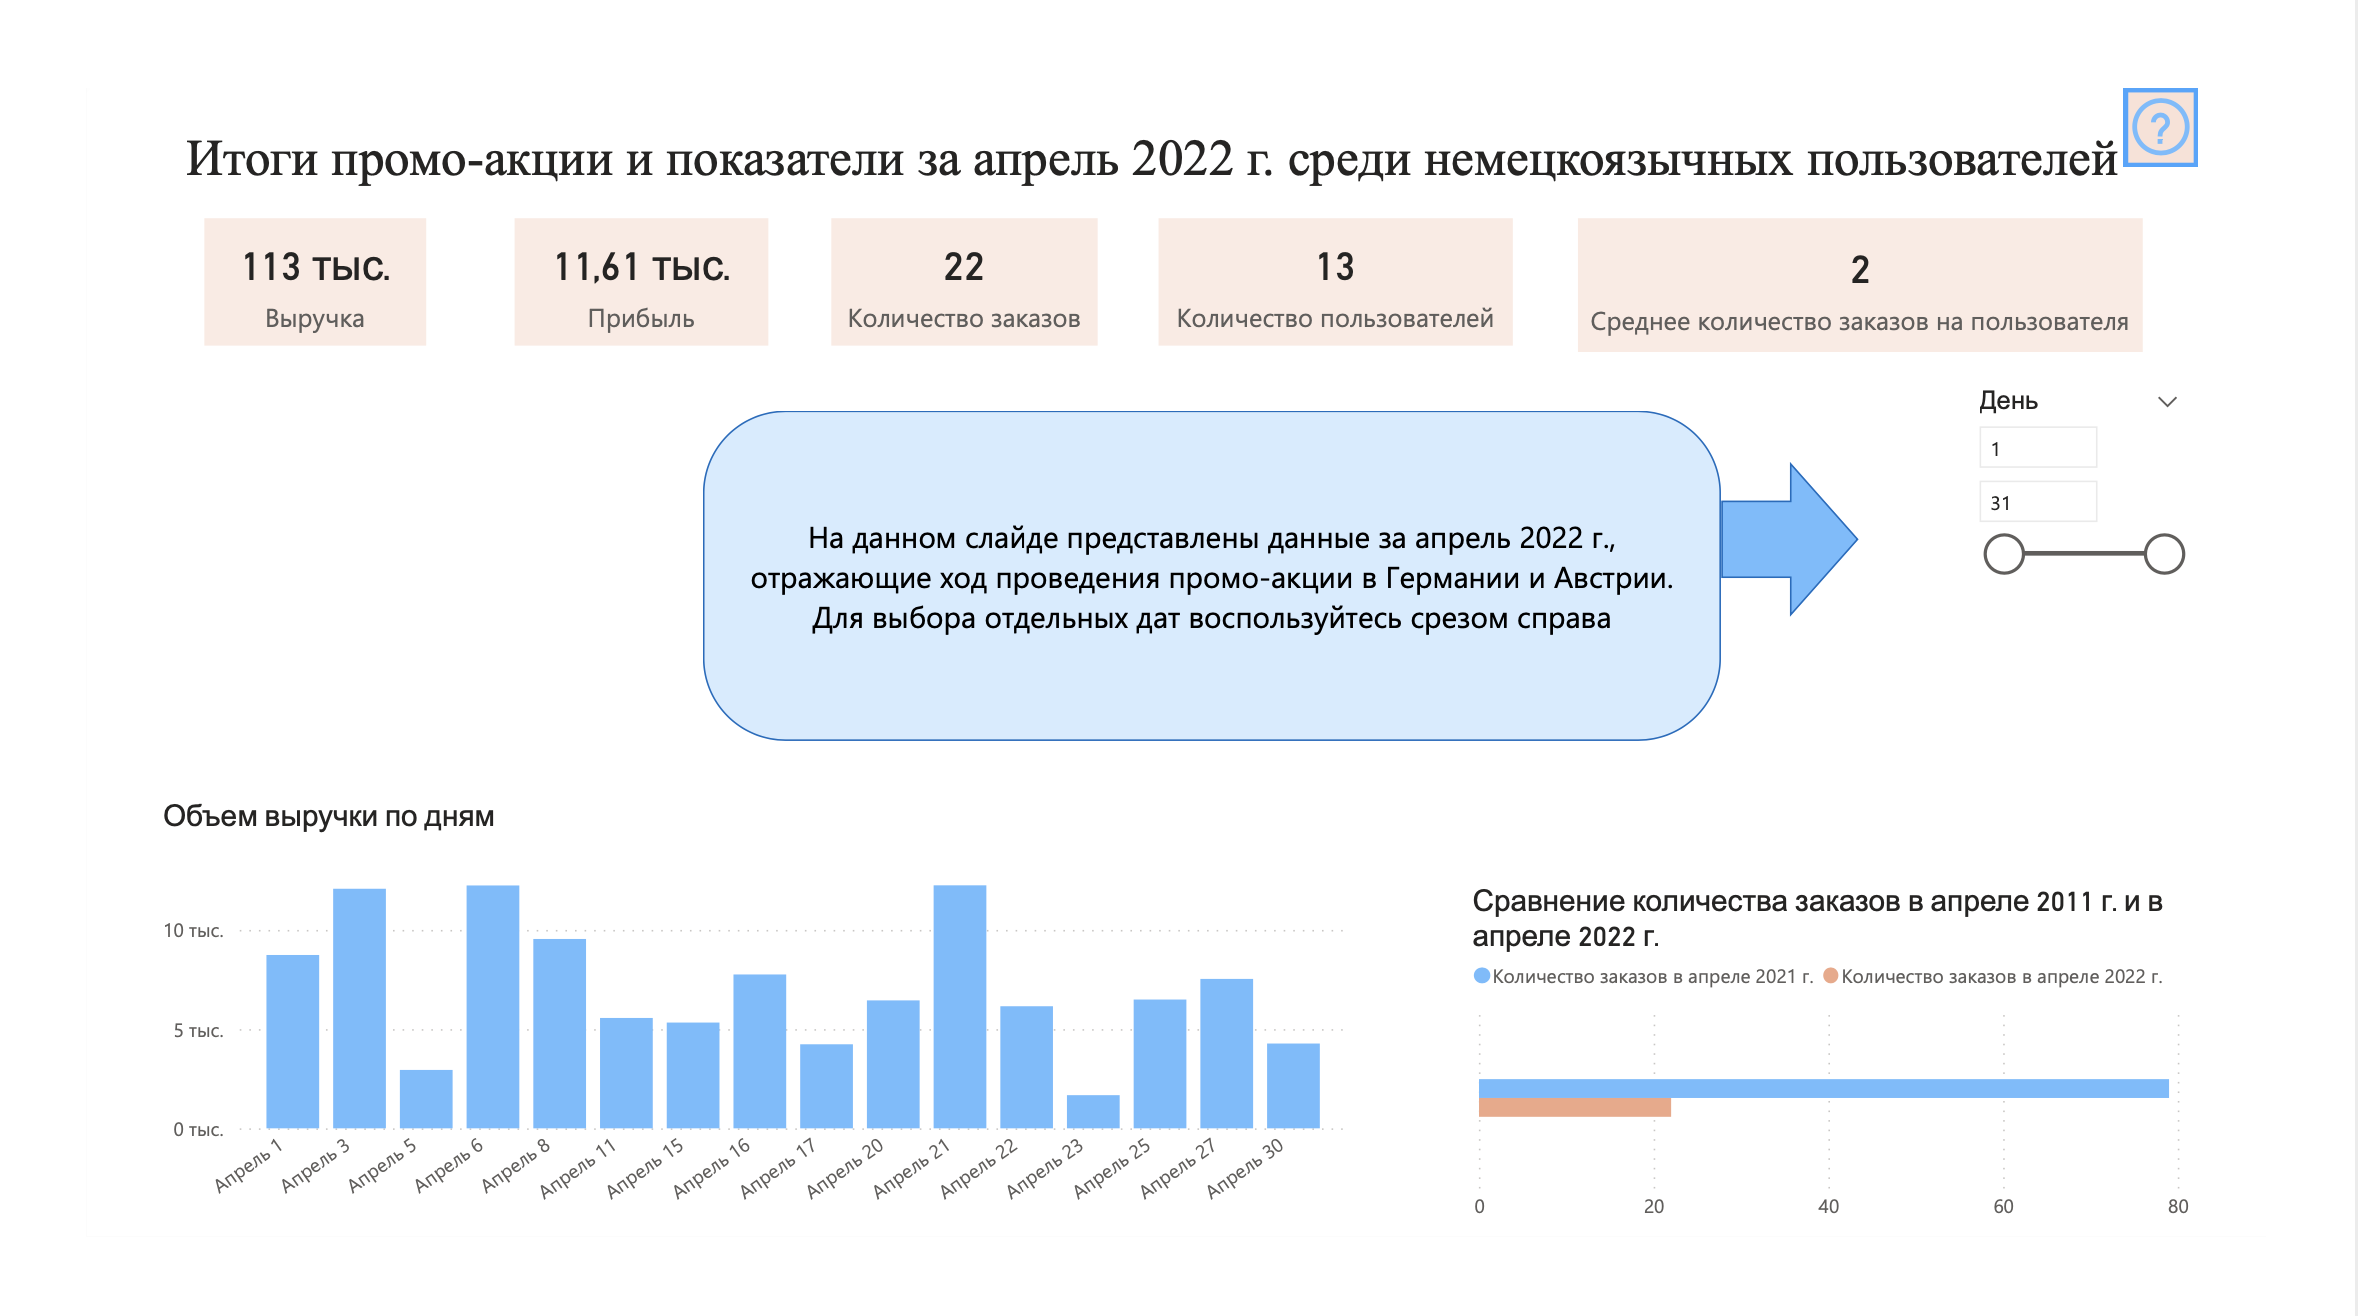 ?
Итоги промо-акции и показатели за апрель 2022 г. среди немецкоязычных пользователей
113 тыс.
Выручка
11,61 тыс.
Прибыль
22
Количество заказов
13
Количество пользователей
2
Среднее количество заказов на пользователя
День
1
31
На данном слайде представлены данные за апрель 2022 г.,
отражающие ход проведения промо-акции в Германии и Австрии.
Для выбора отдельных дат воспользуйтесь срезом справа
Объем выручки по дням
10 тыс.
5 тыс.
0 тыс.
Апрель 1
Апрель 3
Апрель 5
Апрель 6
Апрель 8
Апрель 11
Апрель 15
Апрель 16
Апрель 17
Апрель 20
Апрель 21
Апрель 22
Апрель 23
Апрель 25
Апрель 27
Апрель 30
Сравнение количества заказов в апреле 2011 г. и в
апреле 2022 г.
Количество заказов в апреле 2021 г.
Количество заказов в апреле 2022 г.
0
20
40
60
80